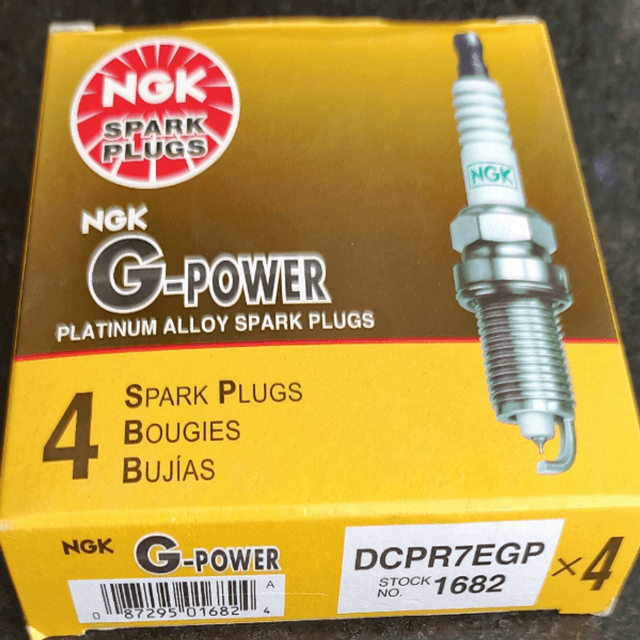 NGK
SPARK
PLUGS
NGK
NGK
G-POWER
PLATINUM ALLOY SPARK PLUGS
4
SPARK PLUGS
BOUGIES
BUJÍAS
NGK G-POWER
DCPR7EGP
STOCK NO. 1682
×4
A
0 87295 01682 4